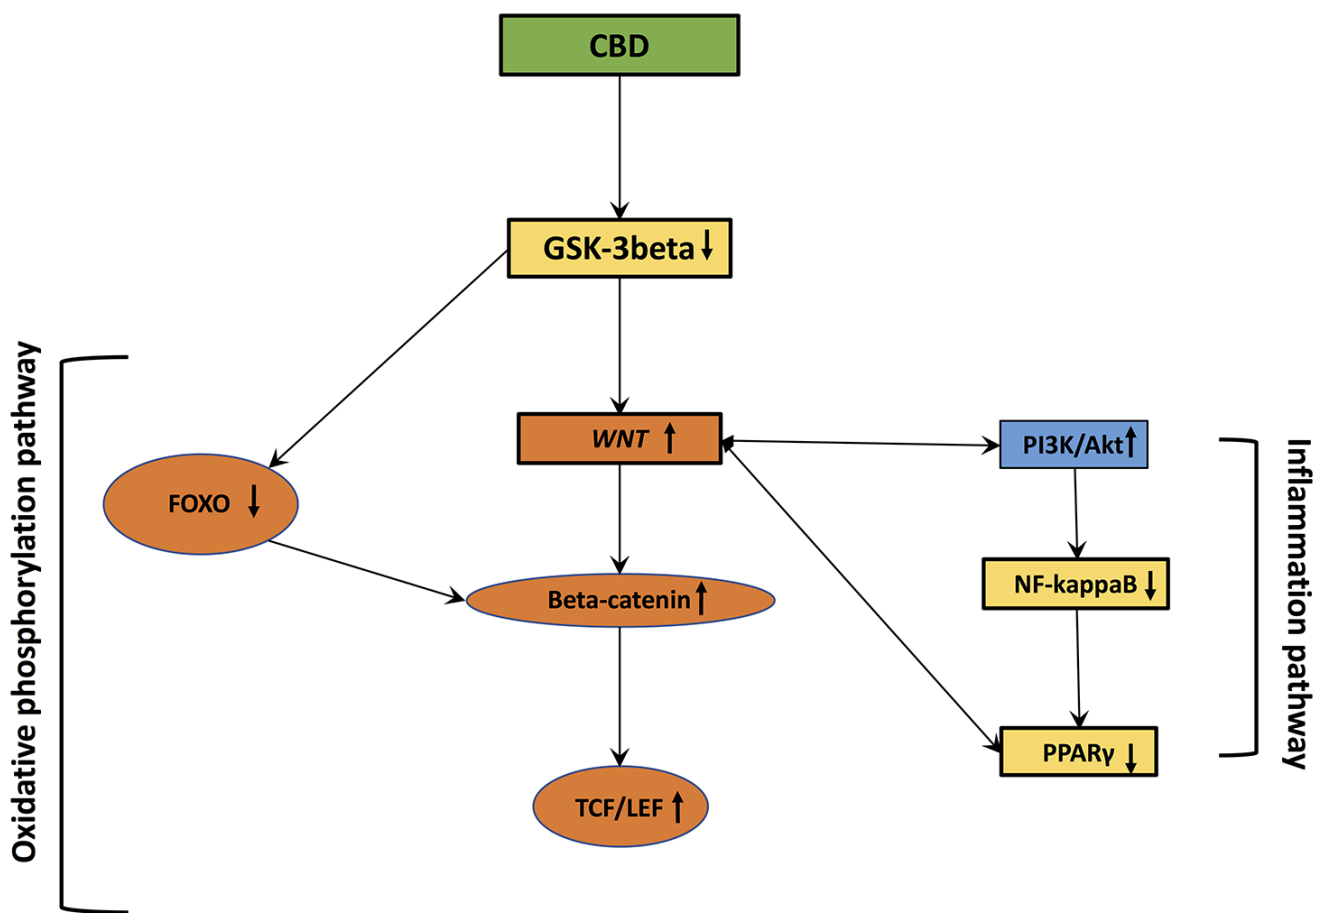 CBD
GSK-3beta↓
WNT ↑
PI3K/Akt↑
FOXO ↓
NF-kappaB↓
Beta-catenin↑
PPARγ ↓
TCF/LEF ↑
Oxidative phosphorylation pathway
Inflammation pathway